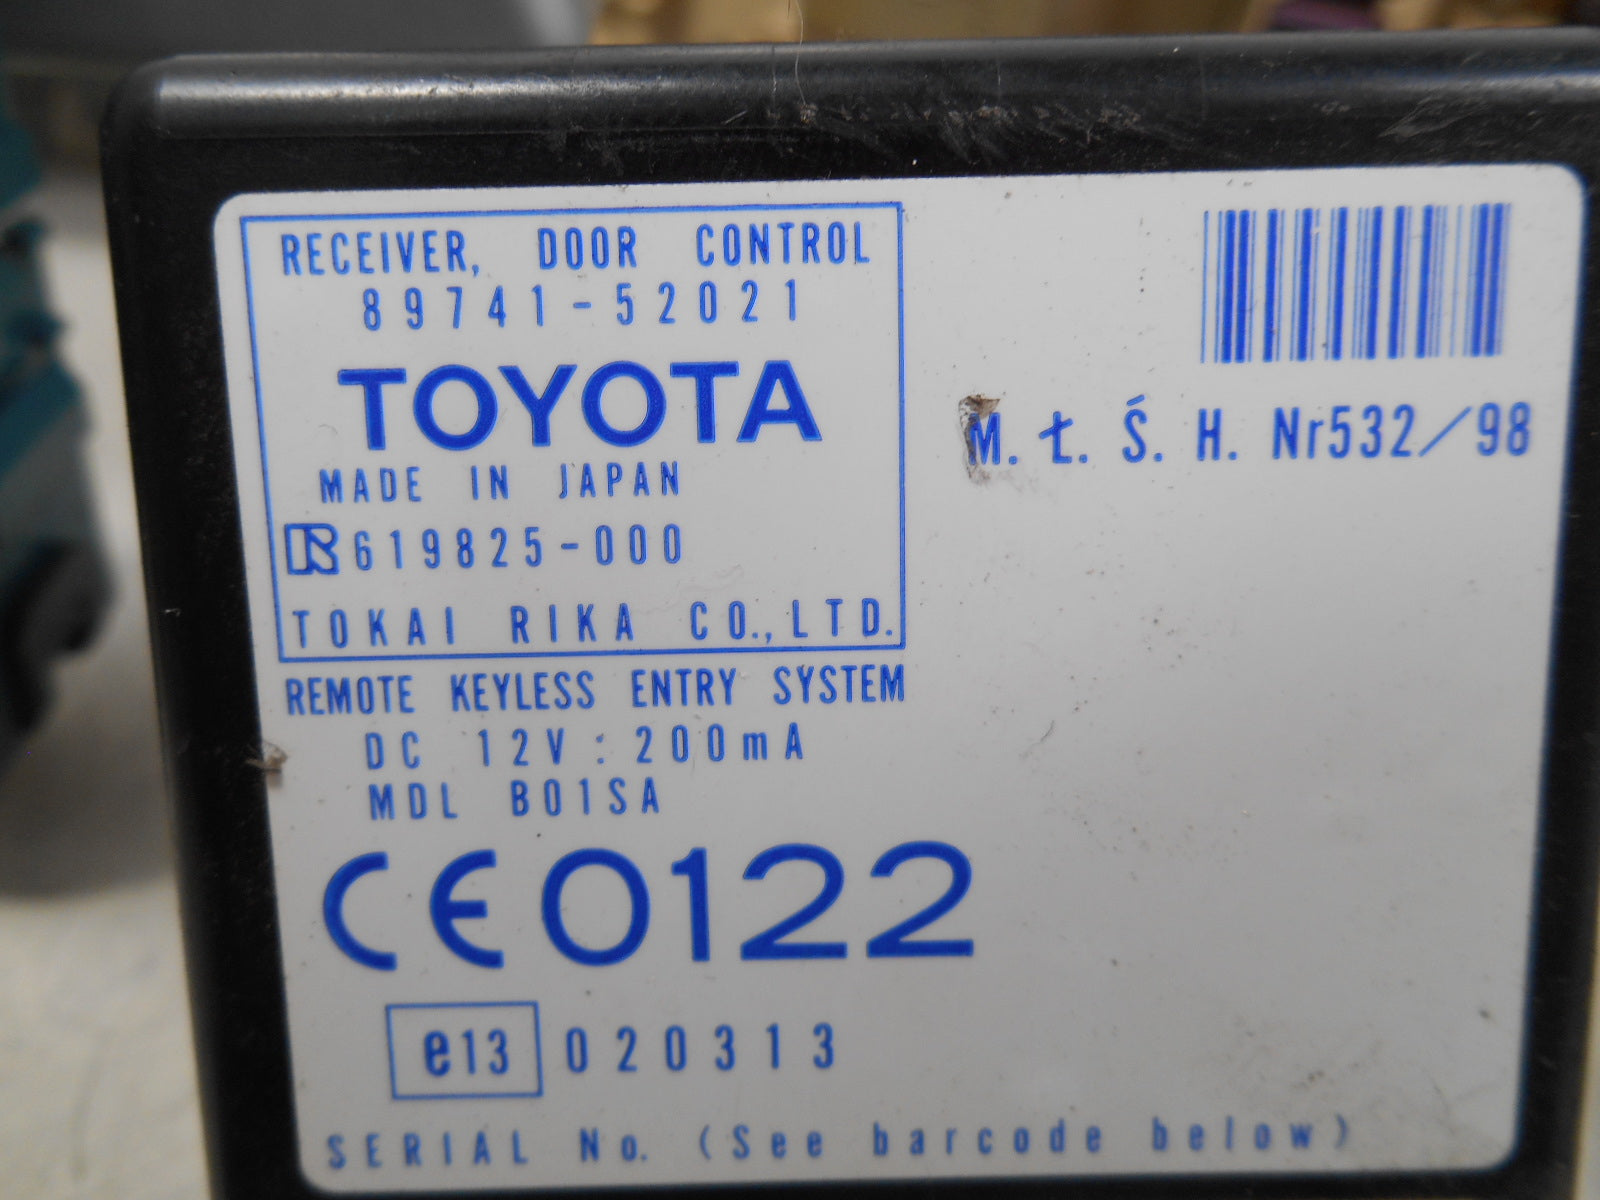 RECEIVER, DOOR CONTROL
89741-52021
TOYOTA
MADE IN JAPAN
R 619825-000
TOKAI RIKA CO.,LTD.
M. Ł. Ś. H. Nr532/98
REMOTE KEYLESS ENTRY SYSTEM
DC 12V : 200mA
MDL B01SA
CE0122
e13 020313
SERIAL No. (See barcode below)